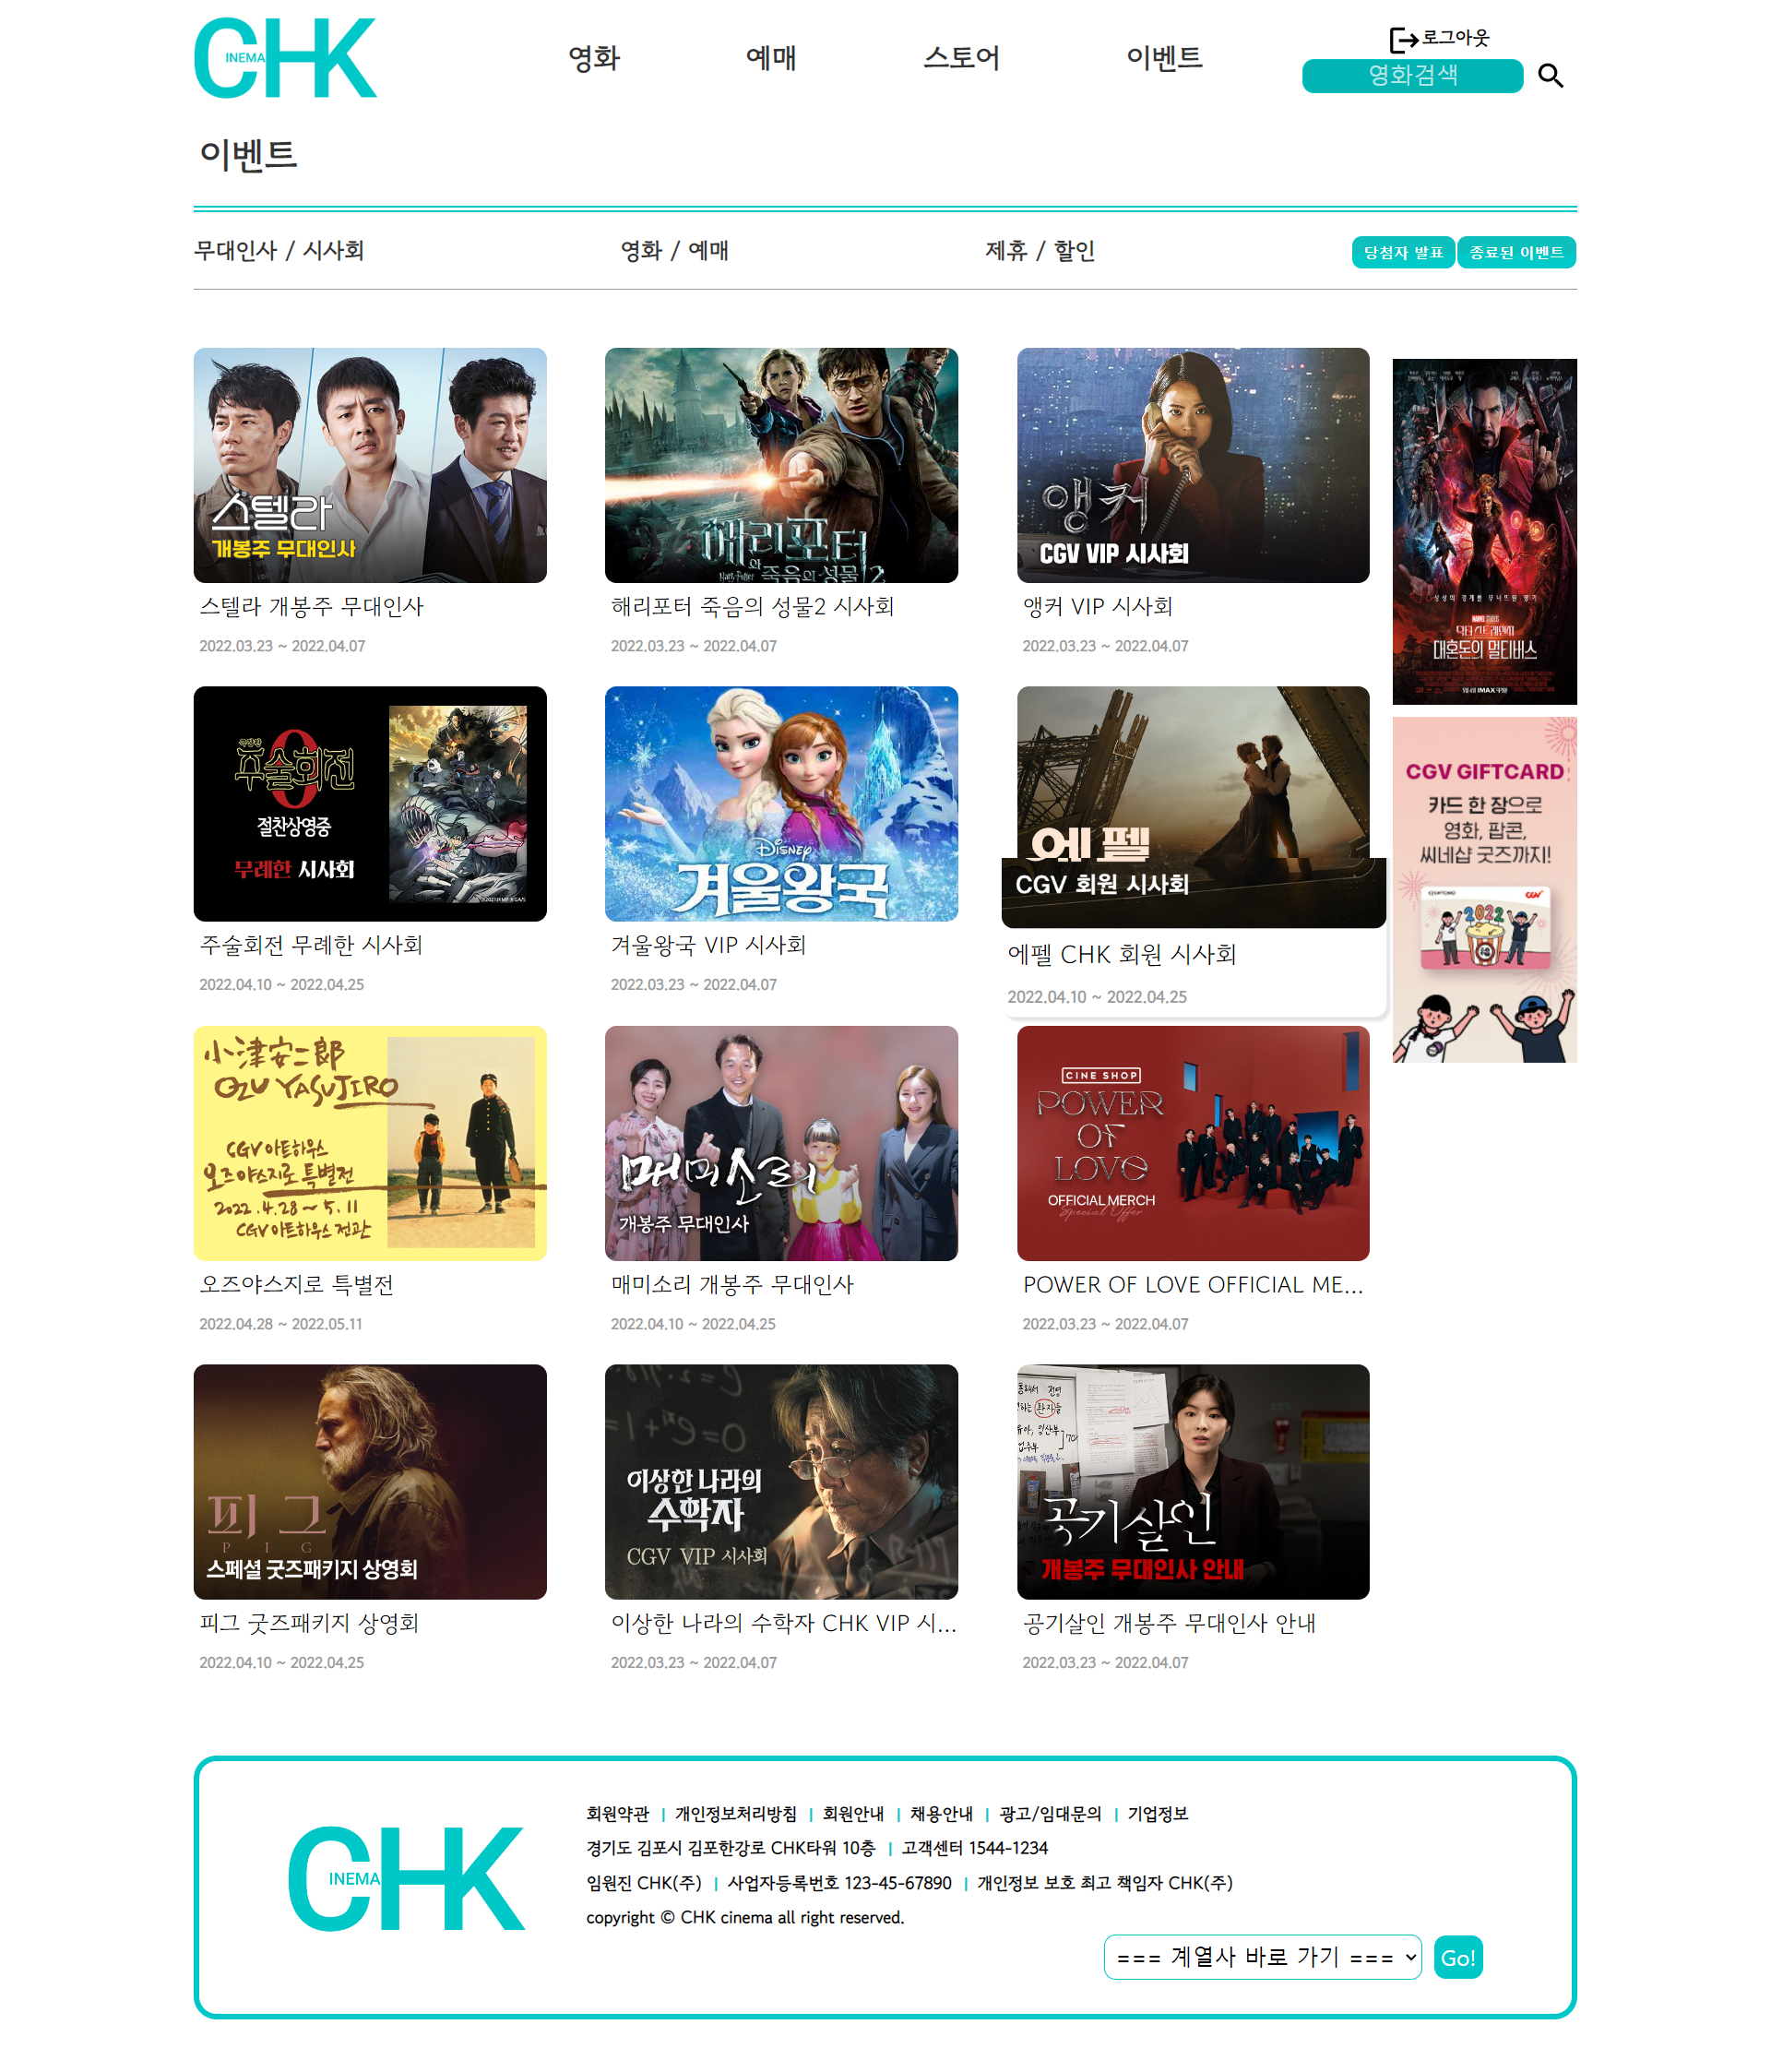 CHK
INEMA
영화
예매
스토어
이벤트
로그아웃
영화검색
이벤트
무대인사 / 시사회
영화 / 예매
제휴 / 할인
당첨자 발표
종료된 이벤트
스텔라
개봉주 무대인사
스텔라 개봉주 무대인사
2022.03.23 ~ 2022.04.07
해리포터
와
Harry Potter 죽음의 성물2
해리포터 죽음의 성물2 시사회
2022.03.23 ~ 2022.04.07
앵커
CGV VIP 시사회
앵커 VIP 시사회
2022.03.23 ~ 2022.04.07
상상의 경계를 무너뜨릴 광기
MARVEL STUDIOS
닥터 스트레인지
대혼돈의 멀티버스
극장판
주술회전
0
절찬상영중
무례한 시사회
주술회전 무례한 시사회
2022.04.10 ~ 2022.04.25
DISNEY
겨울왕국
겨울왕국 VIP 시사회
2022.03.23 ~ 2022.04.07
에펠
CGV 회원 시사회
에펠 CHK 회원 시사회
2022.04.10 ~ 2022.04.25
CGV GIFTCARD
카드 한 장으로
영화, 팝콘,
씨네샵 굿즈까지!
CGV
2022
小津安二郎
OZU YASUJIRO
CGV 아트하우스
오즈 야스지로 특별전
2022.4.28 ~ 5.11
CGV 아트하우스 전관
오즈야스지로 특별전
2022.04.28 ~ 2022.05.11
매미소리
개봉주 무대인사
매미소리 개봉주 무대인사
2022.04.10 ~ 2022.04.25
CINE SHOP
POWER
OF
LOVE
OFFICIAL MERCH
Special Offer
POWER OF LOVE OFFICIAL ME...
2022.03.23 ~ 2022.04.07
피그
PIG
스페셜 굿즈패키지 상영회
피그 굿즈패키지 상영회
2022.04.10 ~ 2022.04.25
이상한 나라의
수학자
CGV VIP 시사회
이상한 나라의 수학자 CHK VIP 시...
2022.03.23 ~ 2022.04.07
공기살인
개봉주 무대인사 안내
공기살인 개봉주 무대인사 안내
2022.03.23 ~ 2022.04.07
CHK
INEMA
회원약관 | 개인정보처리방침 | 회원안내 | 채용안내 | 광고/임대문의 | 기업정보
경기도 김포시 김포한강로 CHK타워 10층 | 고객센터 1544-1234
임원진 CHK(주) | 사업자등록번호 123-45-67890 | 개인정보 보호 최고 책임자 CHK(주)
copyright © CHK cinema all right reserved.
=== 계열사 바로 가기 ===
Go!